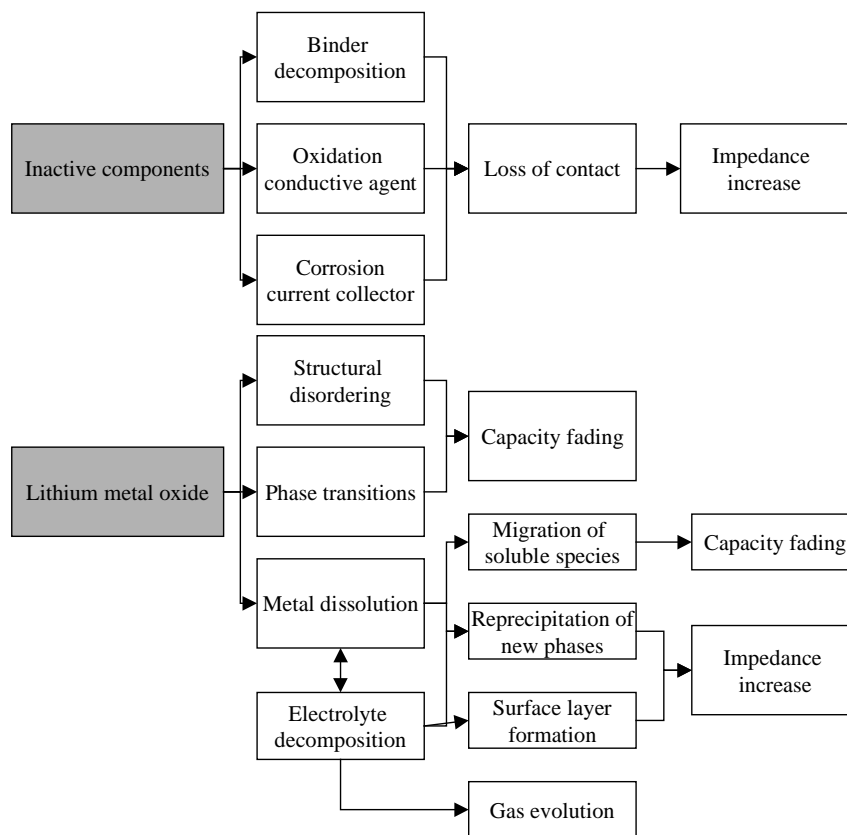 Binder
decomposition
Inactive components
Oxidation
conductive agent
Loss of contact
Impedance
increase
Corrosion
current collector
Structural
disordering
Capacity fading
Lithium metal oxide
Phase transitions
Migration of
soluble species
Capacity fading
Metal dissolution
Reprecipitation of
new phases
Impedance
increase
Electrolyte
decomposition
Surface layer
formation
Gas evolution